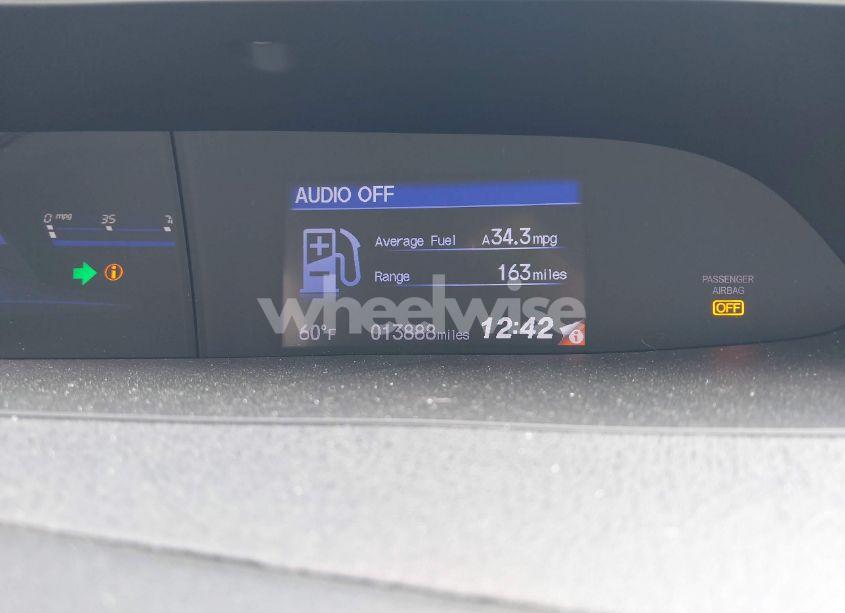 AUDIO OFF
0 mpg 35
Average Fuel A34.3mpg
Range 163miles
PASSENGER
AIRBAG
OFF
wheelwise
60°F 013888miles 12:42